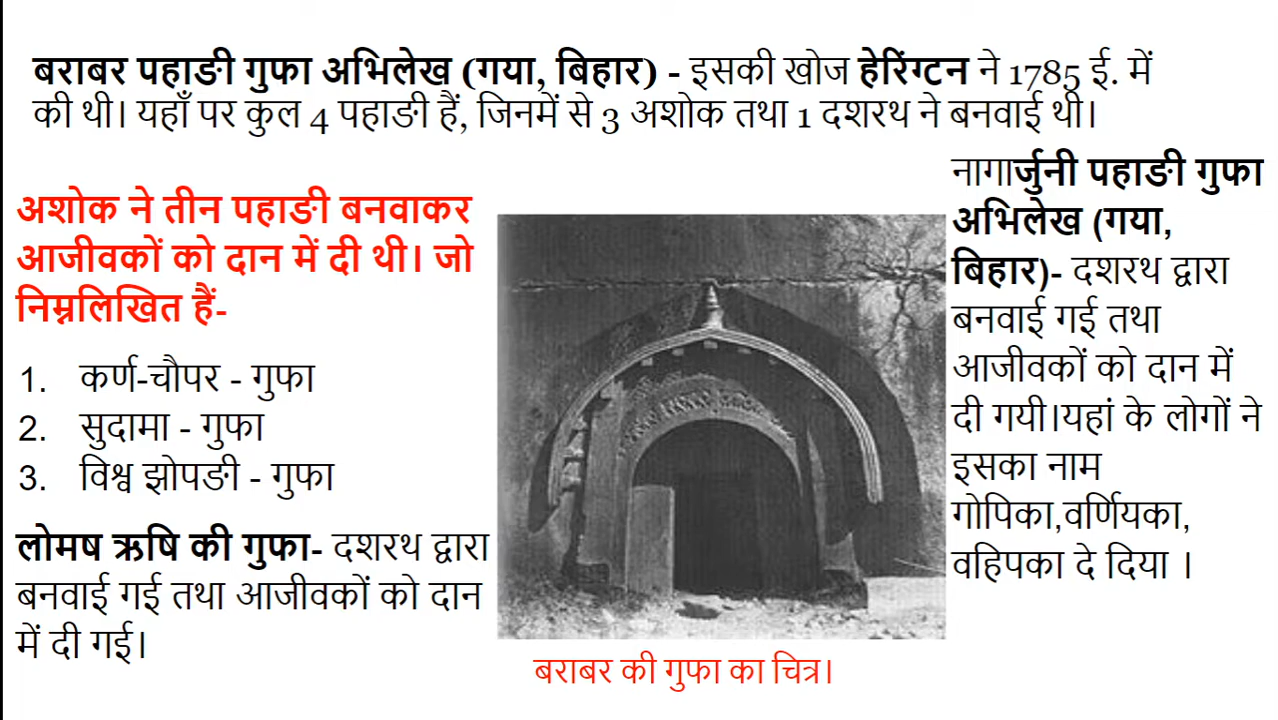 बराबर पहाङी गुफा अभिलेख (गया, बिहार) - इसकी खोज हेरिंग्टन ने 1785 ई. में
की थी। यहाँ पर कुल 4 पहाङी हैं, जिनमें से 3 अशोक तथा 1 दशरथ ने बनवाई थी।
अशोक ने तीन पहाङी बनवाकर
आजीवकों को दान में दी थी। जो
निम्नलिखित हैं-
1. कर्ण-चौपर - गुफा
2. सुदामा - गुफा
3. विश्व झोपङी - गुफा
लोमष ऋषि की गुफा- दशरथ द्वारा
बनवाई गई तथा आजीवकों को दान
में दी गई।
बराबर की गुफा का चित्र।
नागार्जुनी पहाङी गुफा
अभिलेख (गया,
बिहार)- दशरथ द्वारा
बनवाई गई तथा
आजीवकों को दान में
दी गयी।यहां के लोगों ने
इसका नाम
गोपिका,वर्णियका,
वहिपका दे दिया ।